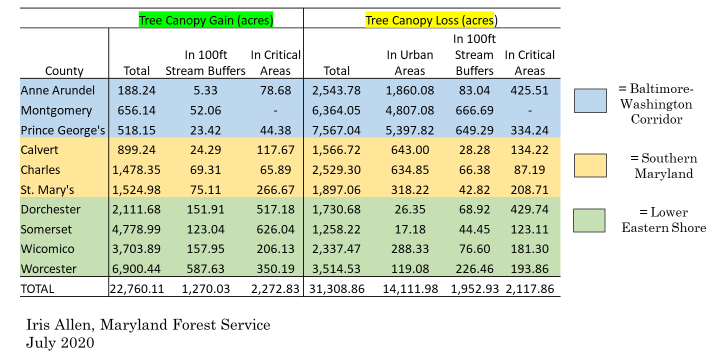 Tree Canopy Gain (acres) Tree Canopy Loss (acres)
County Total In 100ft Stream Buffers In Critical Areas Total In Urban Areas In 100ft Stream Buffers In Critical Areas
Anne Arundel 188.24 5.33 78.68 2,543.78 1,860.08 83.04 425.51
Montgomery 656.14 52.06 - 6,364.05 4,807.08 666.69 -
Prince George's 518.15 23.42 44.38 7,567.04 5,397.82 649.29 334.24
Calvert 899.24 24.29 117.67 1,566.72 643.00 28.28 134.22
Charles 1,478.35 69.31 65.89 2,529.30 634.85 66.38 87.19
St. Mary's 1,524.98 75.11 266.67 1,897.06 318.22 42.82 208.71
Dorchester 2,111.68 151.91 517.18 1,730.68 26.35 68.92 429.74
Somerset 4,778.99 123.04 626.04 1,258.22 17.18 44.45 123.11
Wicomico 3,703.89 157.95 206.13 2,337.47 288.33 76.60 181.30
Worcester 6,900.44 587.63 350.19 3,514.53 119.08 226.46 193.86
TOTAL 22,760.11 1,270.03 2,272.83 31,308.86 14,111.98 1,952.93 2,117.86
= Baltimore-
Washington
Corridor
= Southern
Maryland
= Lower
Eastern Shore
Iris Allen, Maryland Forest Service
July 2020